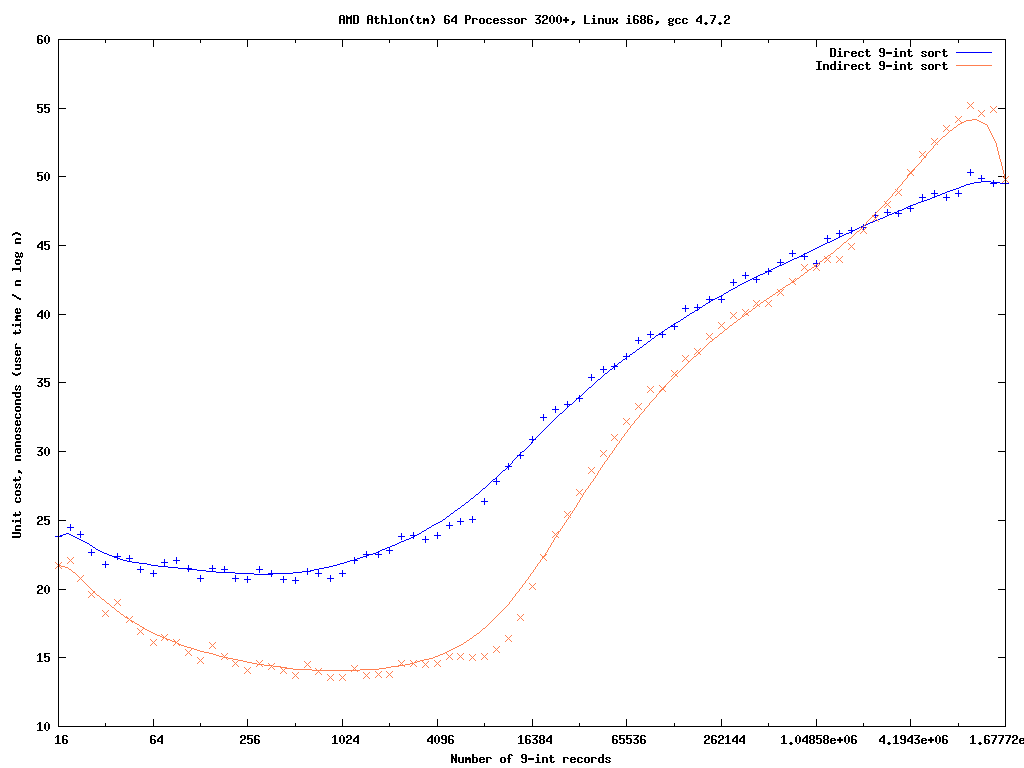 AMD Athlon(tm) 64 Processor 3200+, Linux i686, gcc 4.7.2
Direct 9-int sort
Indirect 9-int sort
60
55
50
45
40
35
30
25
20
15
10
Unit cost, nanoseconds (user time / n log n)
16 64 256 1024 4096 16384 65536 262144 1.04858e+06 4.1943e+06 1.67772e
Number of 9-int records